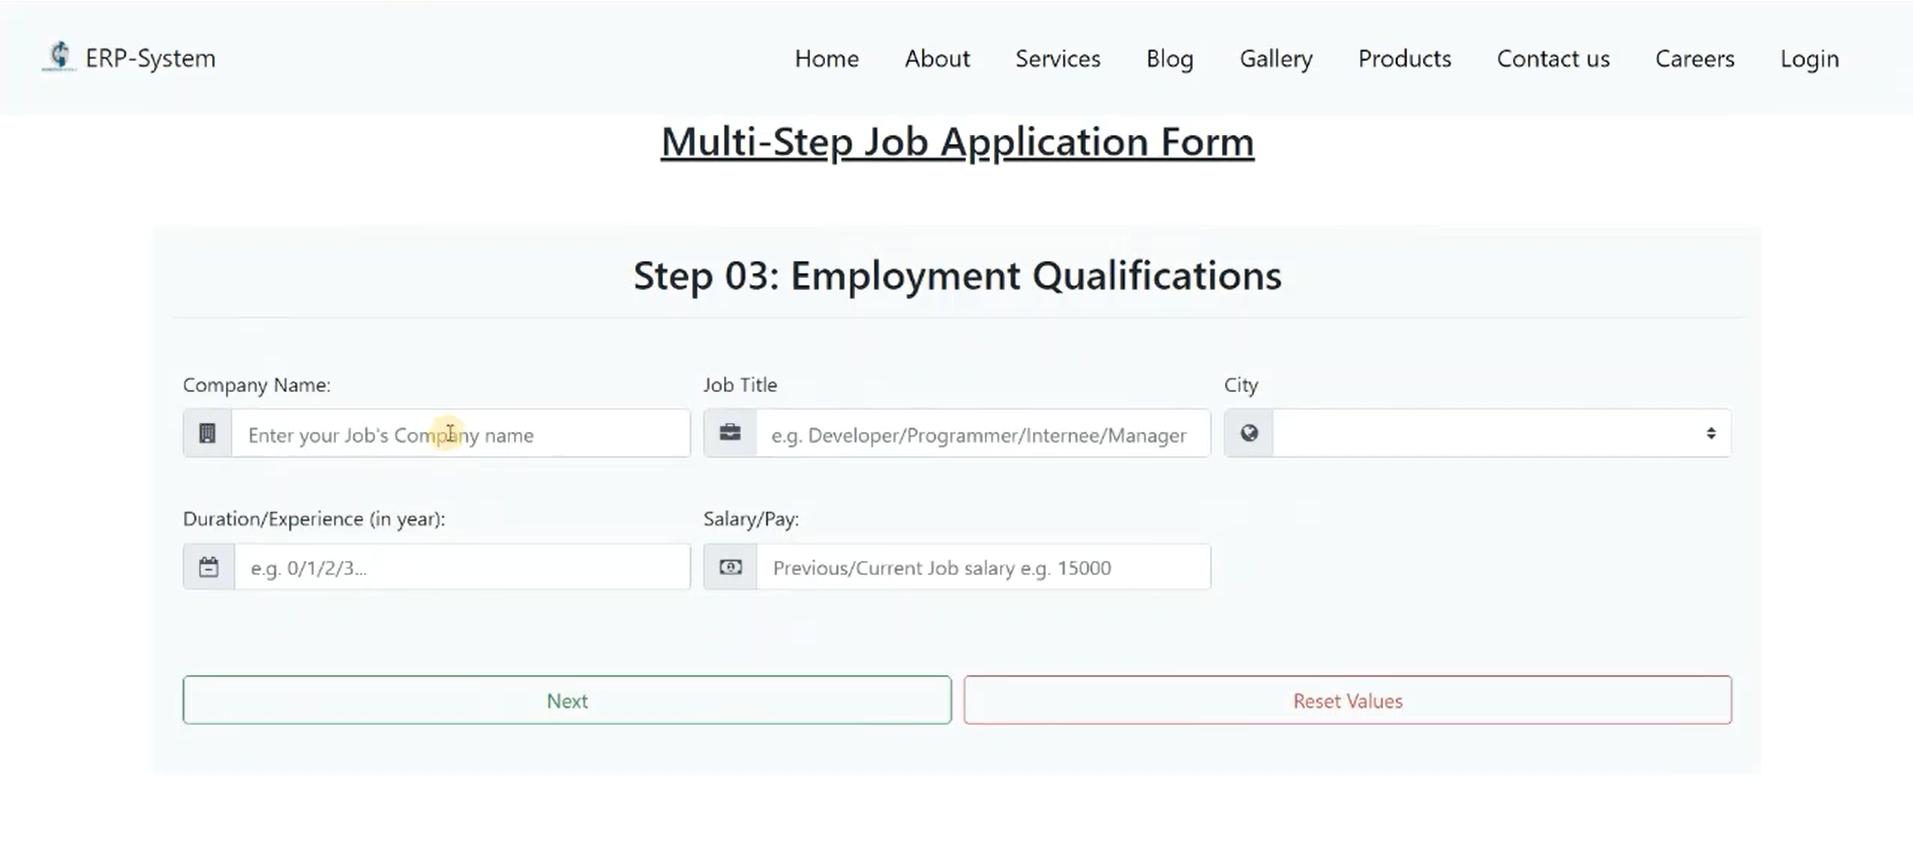 ERP-System Home About Services Blog Gallery Products Contact us Careers Login
Multi-Step Job Application Form
Step 03: Employment Qualifications
Company Name: Job Title City
Enter your Job's Company name e.g. Developer/Programmer/Internee/Manager
Duration/Experience (in year): Salary/Pay:
e.g. 0/1/2/3... Previous/Current Job salary e.g. 15000
Next Reset Values